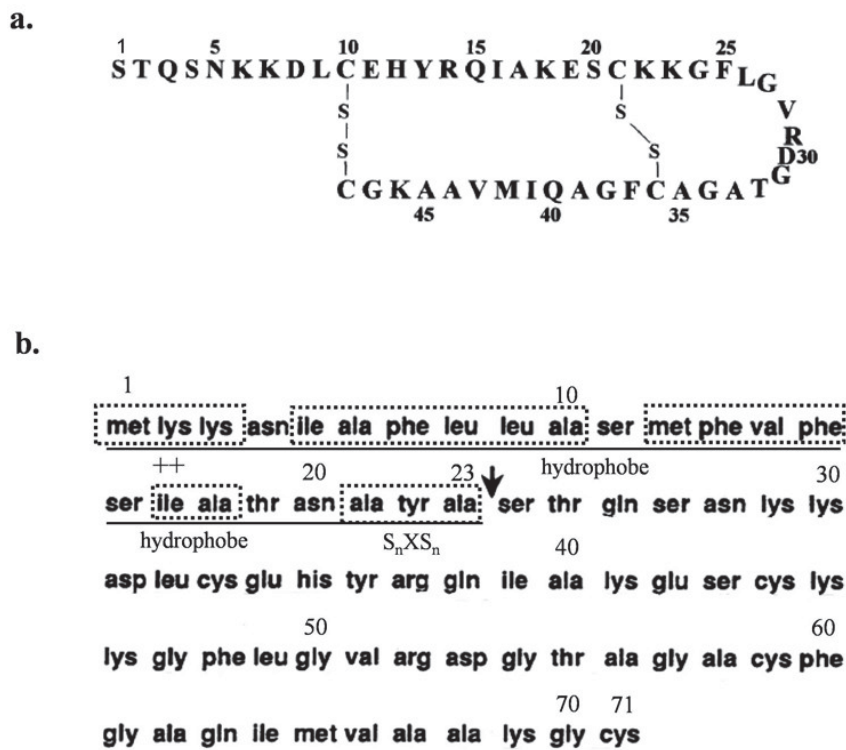 a.
1 5 10 15 20 25
S T Q S N K K D L C E H Y R Q I A K E S C K K G F L G
S V
S R
S S D30
C G K A A V M I Q A G F C A G A T G
45 40 35
b.
1 10
met lys lys asn ile ala phe leu leu ala ser met phe val phe
++ 20 23 hydrophobe 30
ser ile ala thr asn ala tyr ala ser thr gln ser asn lys lys
hydrophobe SₙXSₙ 40
asp leu cys glu his tyr arg gln ile ala lys glu ser cys lys
50 60
lys gly phe leu gly val arg asp gly thr ala gly ala cys phe
70 71
gly ala gln ile met val ala ala lys gly cys